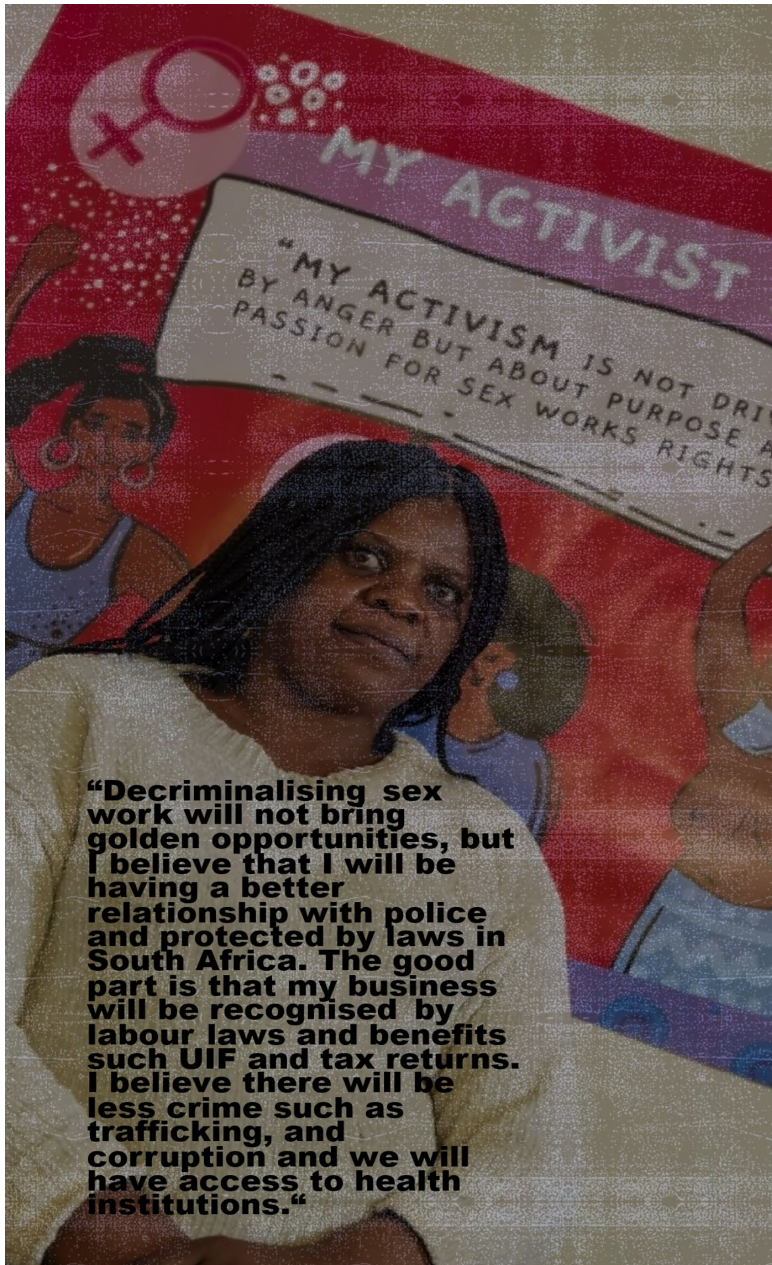 MY ACTIVIST
“MY ACTIVISM IS NOT
BY ANGER BUT ABOUT PURPOSE
PASSION FOR SEX WORKS RIGHTS
“Decriminalising sex
work will not bring
golden opportunities, but
I believe that I will be
having a better
relationship with police
and protected by laws in
South Africa. The good
part is that my business
will be recognised by
labour laws and benefits
such UIF and tax returns.
I believe there will be
less crime such as
trafficking, and
corruption and we will
have access to health
institutions.“